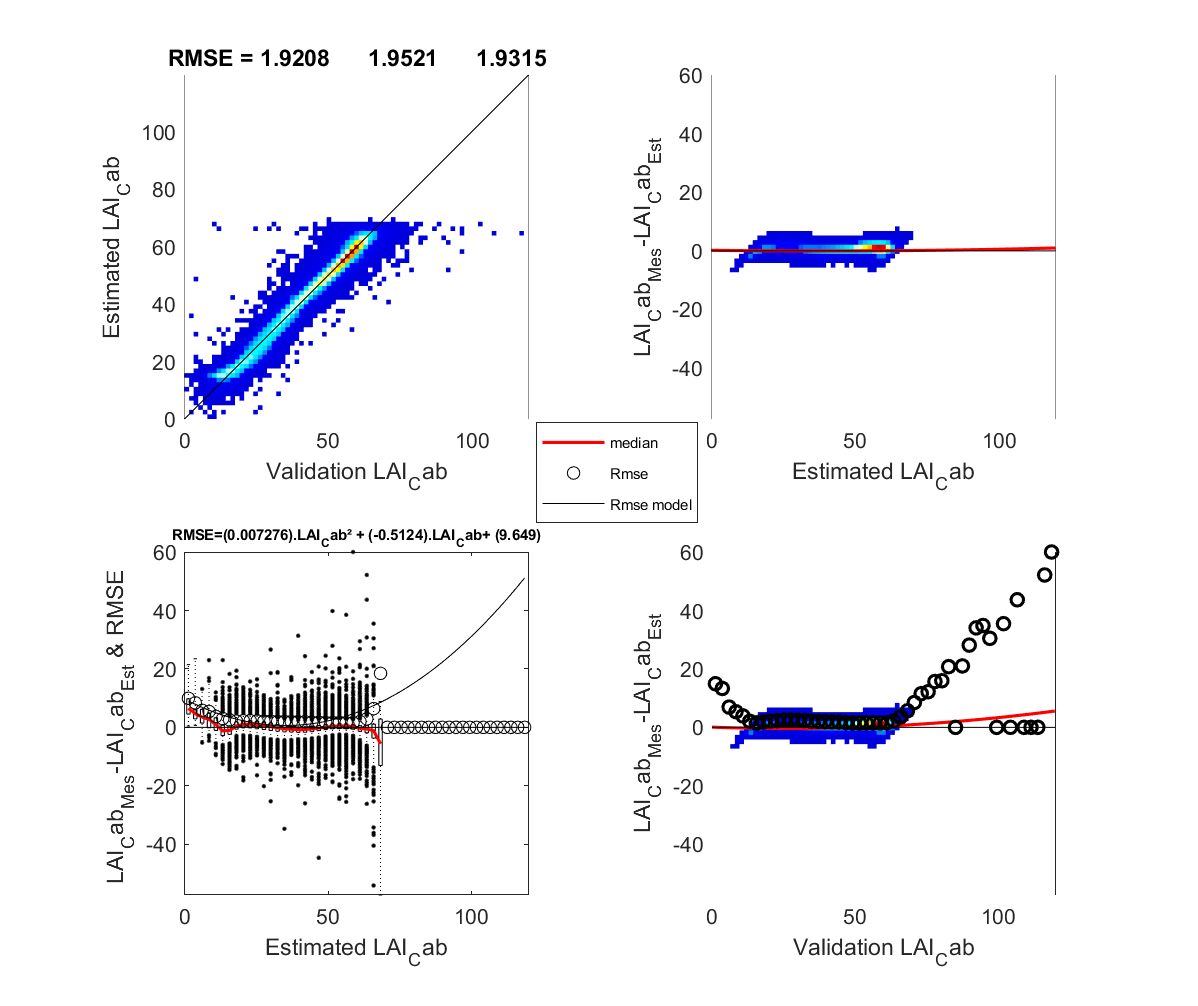 RMSE = 1.9208 1.9521 1.9315
100
80
60
40
20
0
0 50 100
Estimated LAI_Cab
Validation LAI_Cab
60
40
20
0
-20
-40
0 50 100
LAI_Cab_Mes-LAI_Cab_Est
Estimated LAI_Cab
median
Rmse
Rmse model
RMSE=(0.007276).LAI_Cab² + (-0.5124).LAI_Cab+ (9.649)
60
40
20
0
-20
-40
0 50 100
LAI_Cab_Mes-LAI_Cab_Est & RMSE
Estimated LAI_Cab
60
40
20
0
-20
-40
0 50 100
LAI_Cab_Mes-LAI_Cab_Est
Validation LAI_Cab